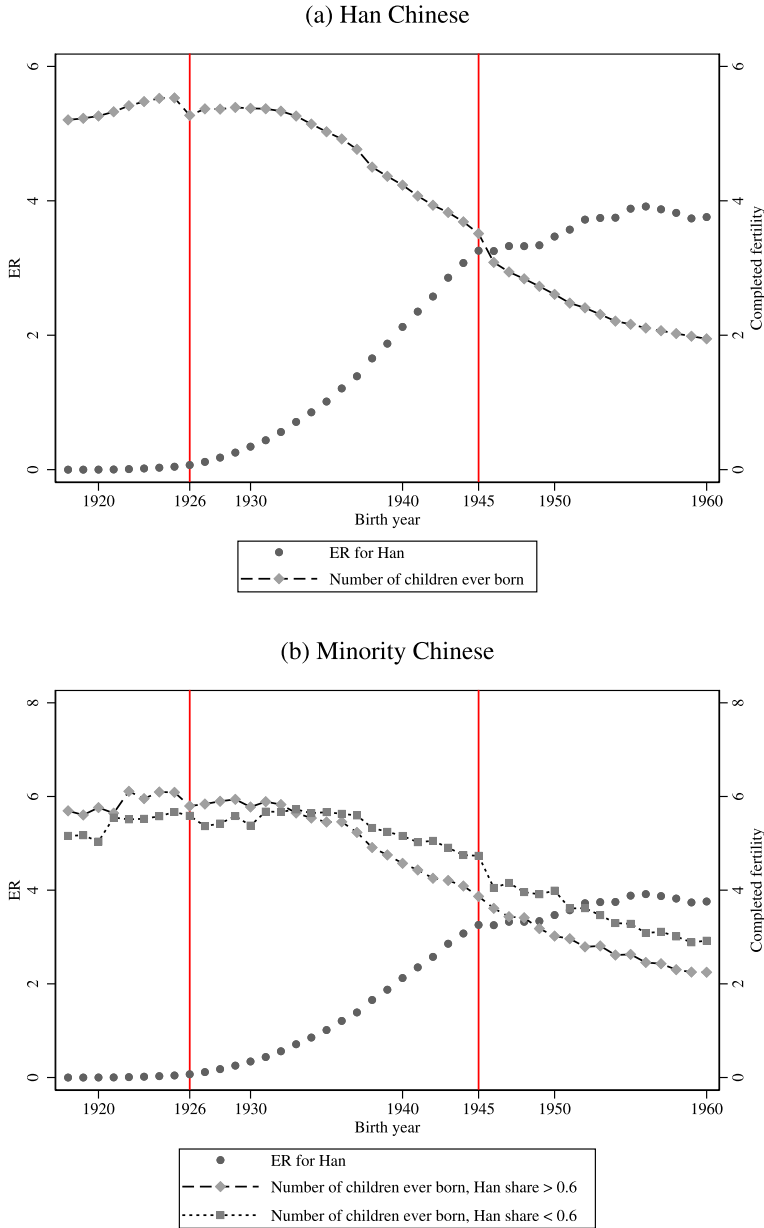 (a) Han Chinese
6
6
4
4
2
2
0
0
ER
Completed fertility
1920
1926
1930
1940
1945
1950
1960
Birth year
ER for Han
Number of children ever born
(b) Minority Chinese
8
8
6
6
4
4
2
2
0
0
ER
Completed fertility
1920
1926
1930
1940
1945
1950
1960
Birth year
ER for Han
Number of children ever born, Han share > 0.6
Number of children ever born, Han share < 0.6